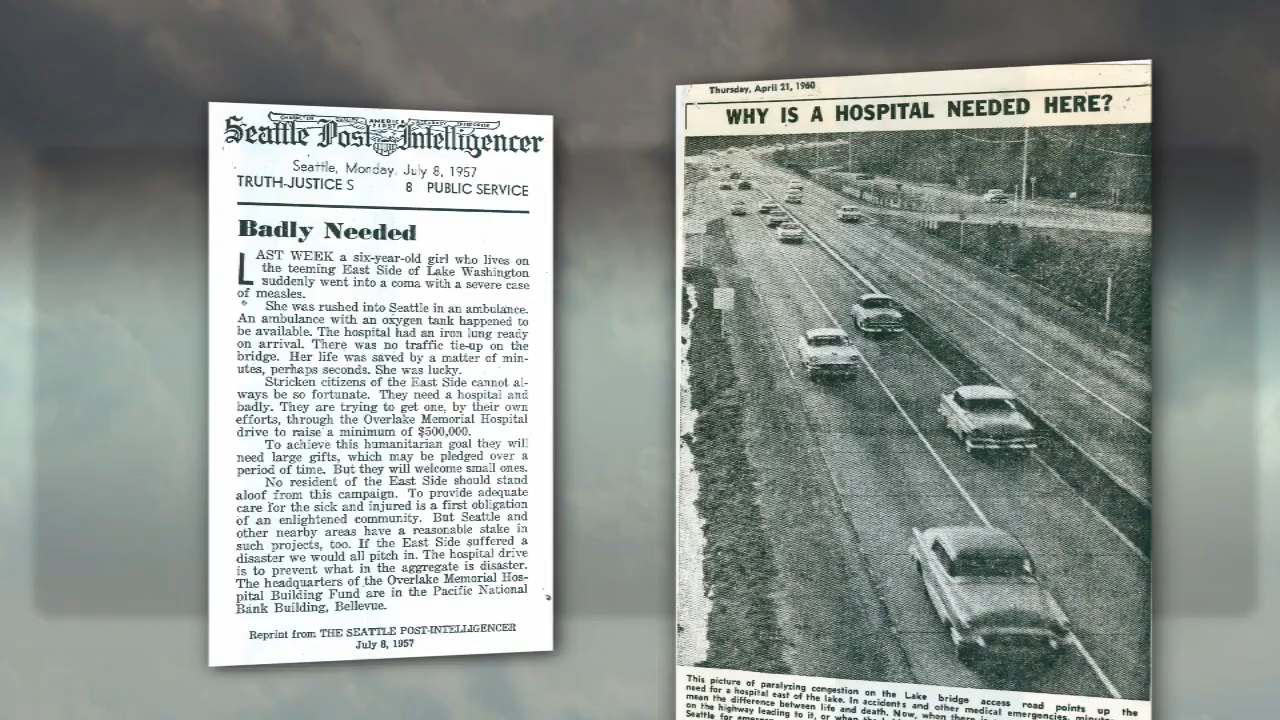 AMERICA
FIRST
Seattle Post Intelligencer
Seattle, Monday, July 8, 1957
TRUTH-JUSTICE S 8 PUBLIC SERVICE
Badly Needed
LAST WEEK a six-year-old girl who lives on
the teeming East Side of Lake Washington
suddenly went into a coma with a severe case
of measles.
She was rushed into Seattle in an ambulance.
An ambulance with an oxygen tank happened to
be available. The hospital had an iron lung ready
on arrival. There was no traffic tie-up on the
bridge. Her life was saved by a matter of min-
utes, perhaps seconds. She was lucky.
Stricken citizens of the East Side cannot al-
ways be so fortunate. They need a hospital and
badly. They are trying to get one, by their own
efforts, through the Overlake Memorial Hospital
drive to raise a minimum of $500,000.
To achieve this humanitarian goal they will
need large gifts, which may be pledged over a
period of time. But they will welcome small ones.
No resident of the East Side should stand
aloof from this campaign. To provide adequate
care for the sick and injured is a first obligation
of an enlightened community. But Seattle and
other nearby areas have a reasonable stake in
such projects, too. If the East Side suffered a
disaster we would all pitch in. The hospital drive
is to prevent what in the aggregate is disaster.
The headquarters of the Overlake Memorial Hos-
pital Building Fund are in the Pacific National
Bank Building, Bellevue.
Reprint from THE SEATTLE POST-INTELLIGENCER
July 8, 1957
Thursday, April 21, 1960
WHY IS A HOSPITAL NEEDED HERE?
This picture of paralyzing congestion on the Lake bridge access road points up the
need for a hospital east of the lake. In accidents and other medical emergencies, minutes
mean the difference between life and death. Now, when there is
on the highway leading to it, or when the
Seattle for